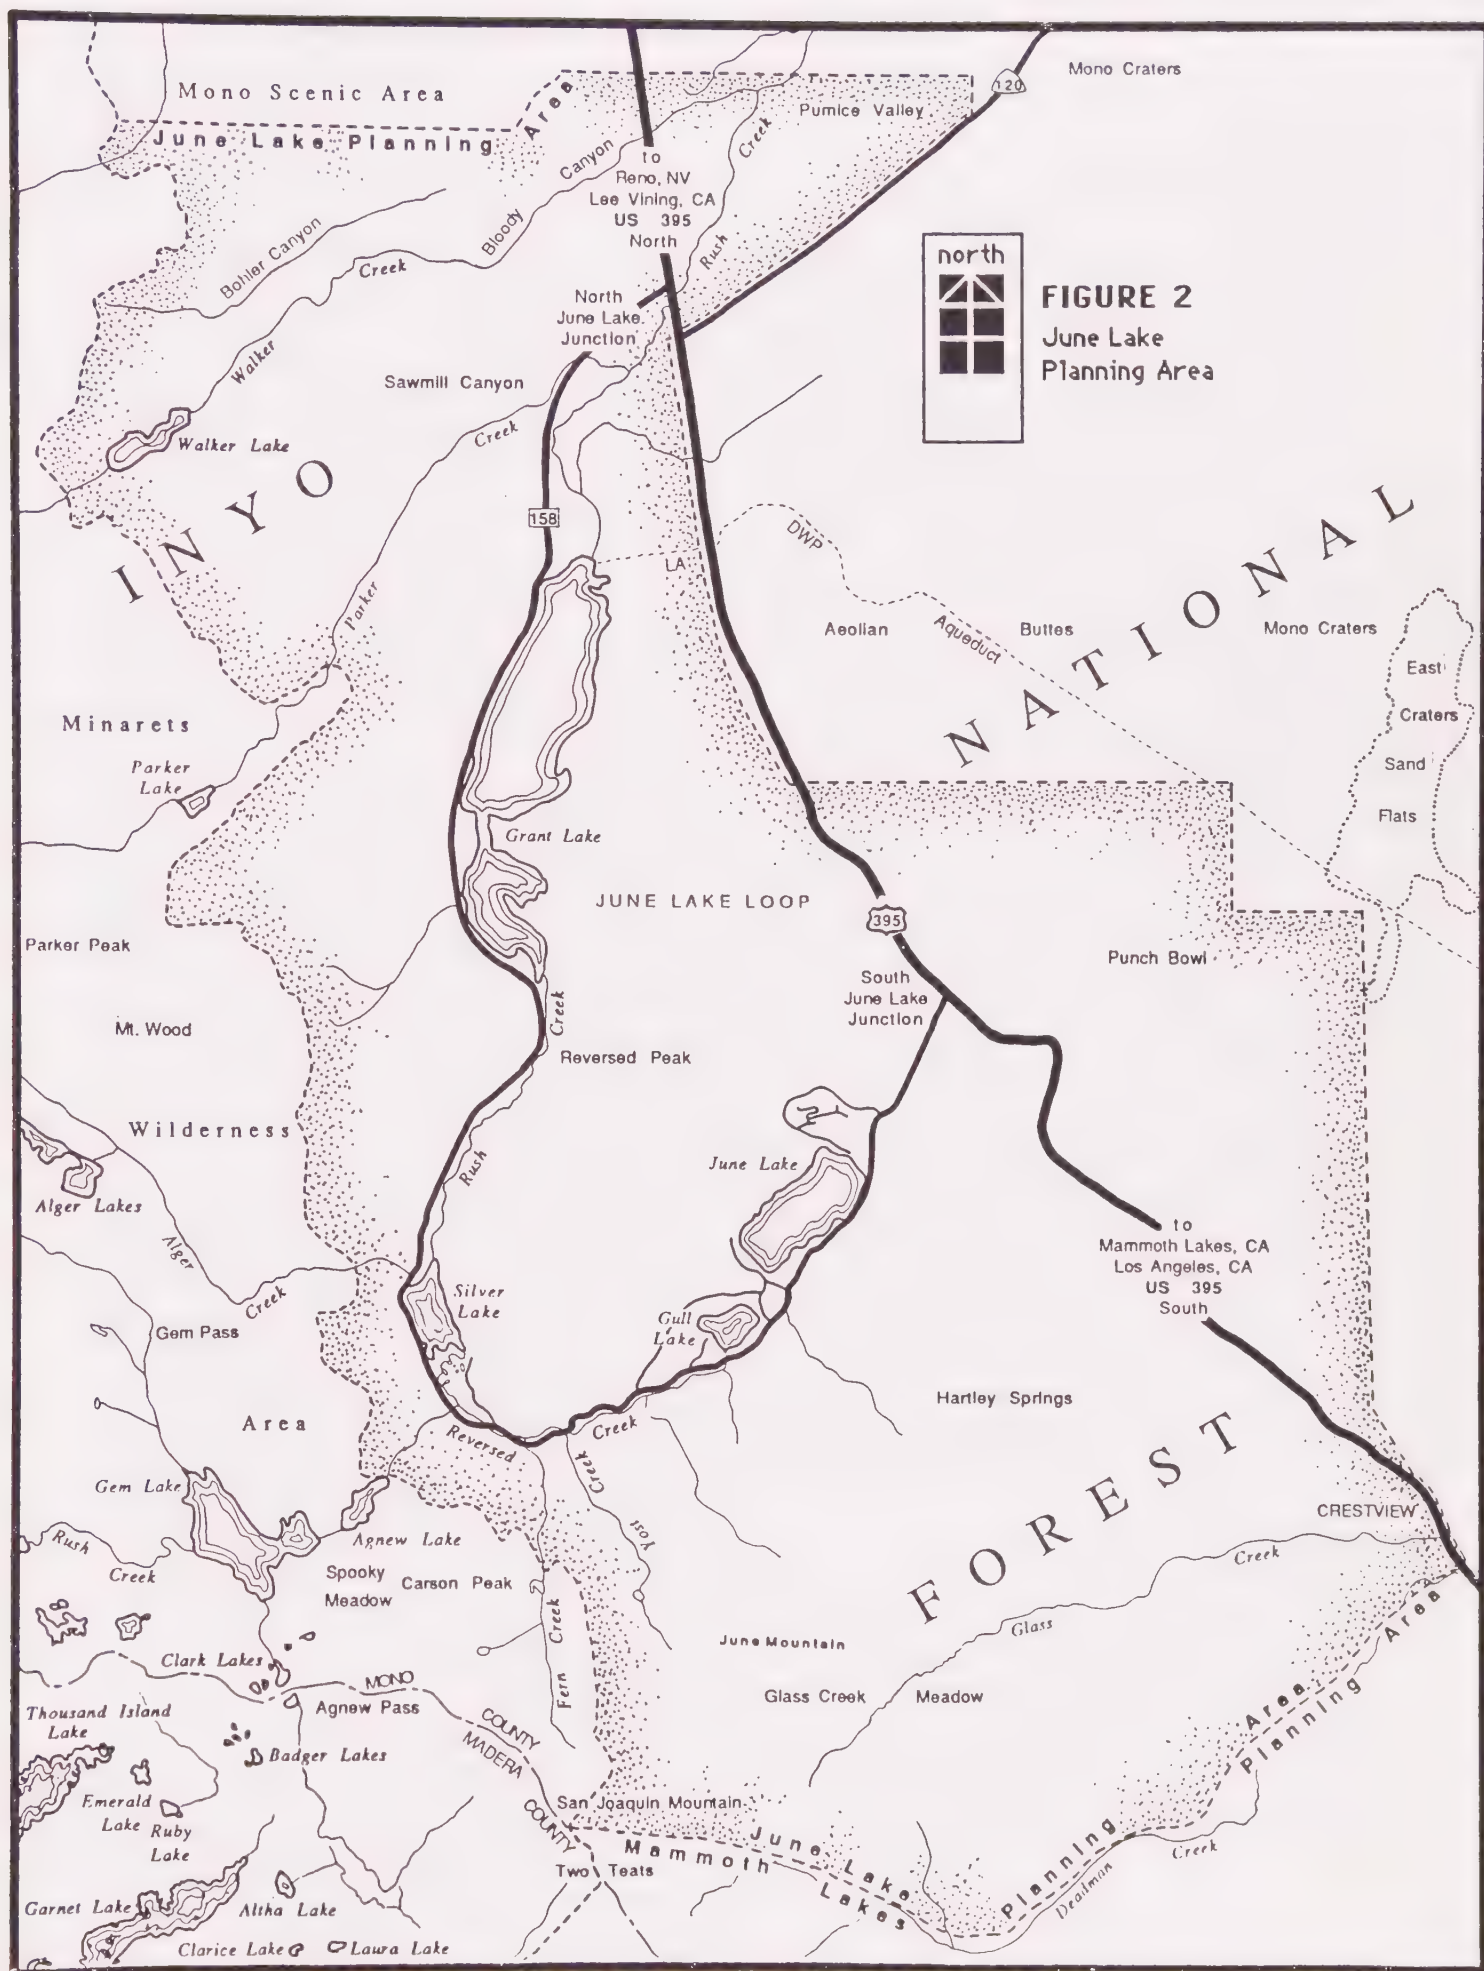 Mono Scenic Area
June Lake Planning Area
Mono Craters
120
Pumice Valley
Canyon
Creek
to
Reno, NV
Lee Vining, CA
US 395
North
Rush
Bohler Canyon
Bloody
Creek
north
FIGURE 2
June Lake
Planning Area
North
June Lake
Junction
Walker
Sawmill Canyon
Creek
Walker Lake
INYO
158
DWP
LA
Parker
Aeolian
Aqueduct
Buttes
NATIONAL
Mono Craters
East
Craters
Sand
Flats
Minarets
Parker
Lake
Grant Lake
JUNE LAKE LOOP
395
Parker Peak
Punch Bowl
South
June Lake
Junction
Creek
Mt. Wood
Reversed Peak
Wilderness
Rush
June Lake
Alger Lakes
Alger
Creek
to
Mammoth Lakes, CA
Los Angeles, CA
US 395
South
Silver
Lake
Gull
Lake
Gem Pass
Hartley Springs
Area
Reversed
Creek
FOREST
Gem Lake
Creek
CRESTVIEW
Rush
Creek
Agnew Lake
Yost
Spooky
Meadow
Carson Peak
Creek
Glass
Creek
Fern
June Mountain
Clark Lakes
MONO
COUNTY
MADERA
COUNTY
Agnew Pass
Glass Creek Meadow
Thousand Island
Lake
Badger Lakes
Area
Planning
Area
Emerald
Lake
Ruby
Lake
San Joaquin Mountain
June Lake
Planning
Mammoth
Lakes
Two Teats
Deadman
Creek
Garnet Lake
Altha Lake
Clarice Lake
Laura Lake